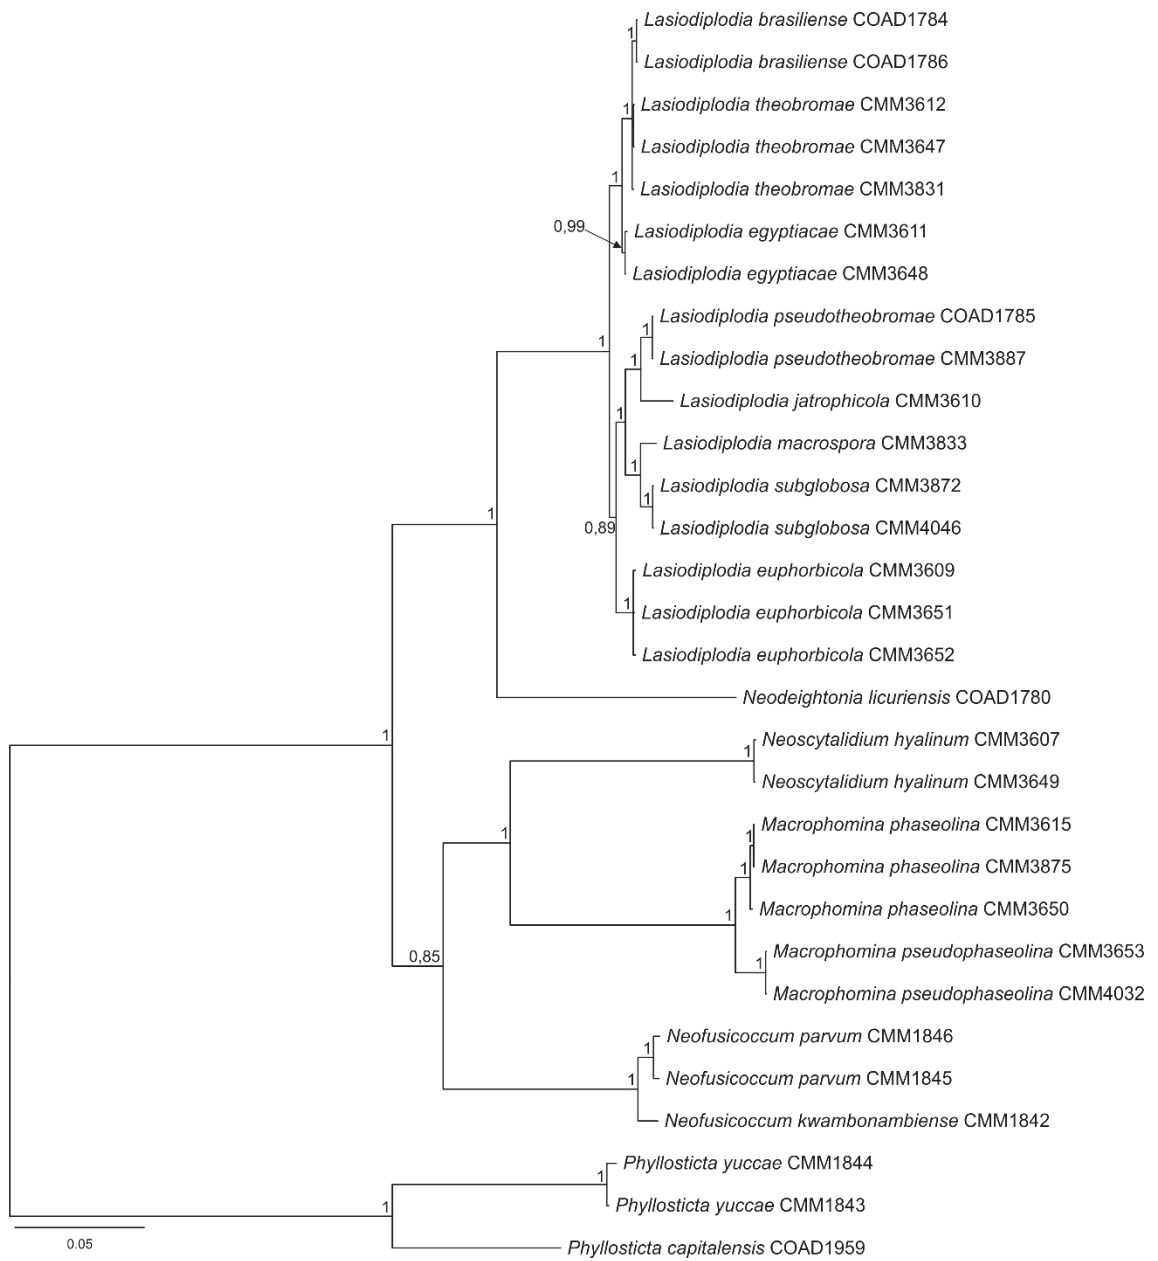 Lasiodiplodia brasiliense COAD1784
1
Lasiodiplodia brasiliense COAD1786
Lasiodiplodia theobromae CMM3612
1
Lasiodiplodia theobromae CMM3647
1
Lasiodiplodia theobromae CMM3831
0,99
Lasiodiplodia egyptiacae CMM3611
Lasiodiplodia egyptiacae CMM3648
Lasiodiplodia pseudotheobromae COAD1785
1
1
Lasiodiplodia pseudotheobromae CMM3887
1
Lasiodiplodia jatrophicola CMM3610
1
Lasiodiplodia macrospora CMM3833
1
Lasiodiplodia subglobosa CMM3872
1
1
0,89
Lasiodiplodia subglobosa CMM4046
Lasiodiplodia euphorbicola CMM3609
1
Lasiodiplodia euphorbicola CMM3651
Lasiodiplodia euphorbicola CMM3652
Neodeightonia licuriensis COAD1780
1
Neoscytalidium hyalinum CMM3607
1
Neoscytalidium hyalinum CMM3649
Macrophomina phaseolina CMM3615
1
1
Macrophomina phaseolina CMM3875
1
Macrophomina phaseolina CMM3650
1
0,85
Macrophomina pseudophaseolina CMM3653
1
Macrophomina pseudophaseolina CMM4032
Neofusicoccum parvum CMM1846
1
Neofusicoccum parvum CMM1845
1
Neofusicoccum kwambonambiense CMM1842
Phyllosticta yuccae CMM1844
1
Phyllosticta yuccae CMM1843
1
0.05
Phyllosticta capitalensis COAD1959